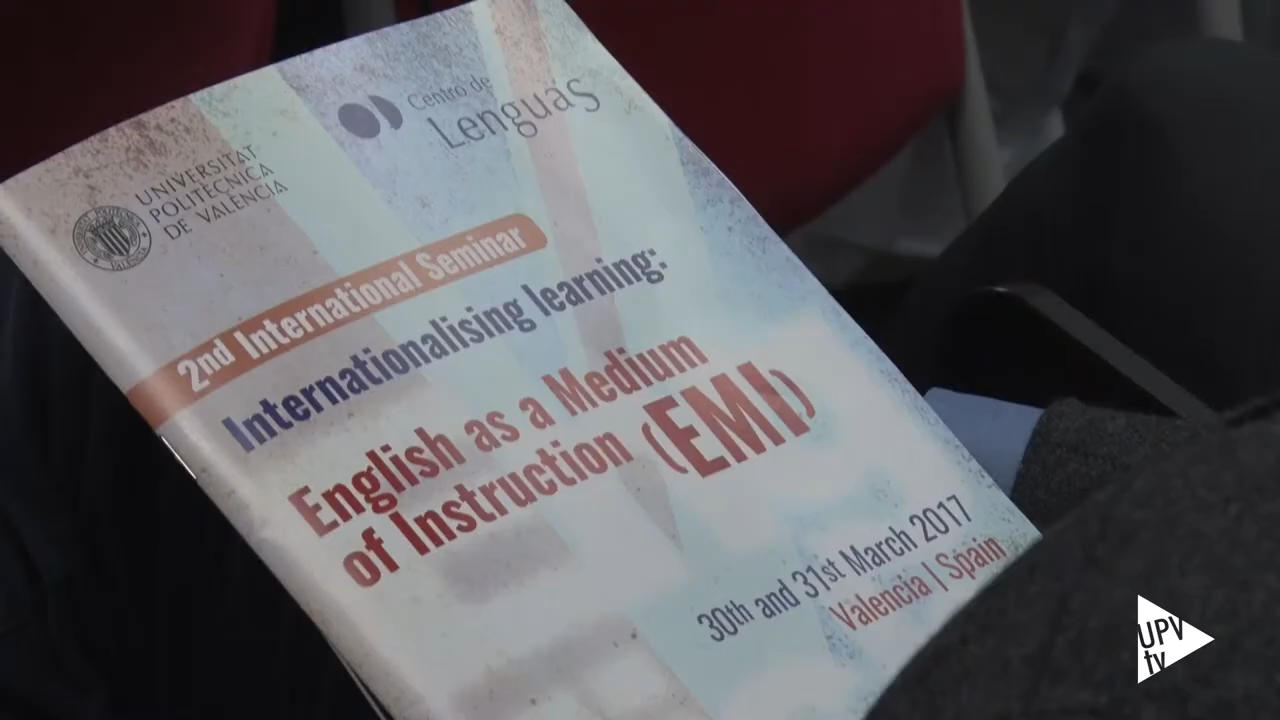 Centro de
Lenguas
UNIVERSITAT
POLITÈCNICA
DE VALÈNCIA
2nd International Seminar
Internationalising learning:
English as a Medium
of Instruction (EMI)
30th and 31st March 2017
Valencia | Spain
UPV
tv